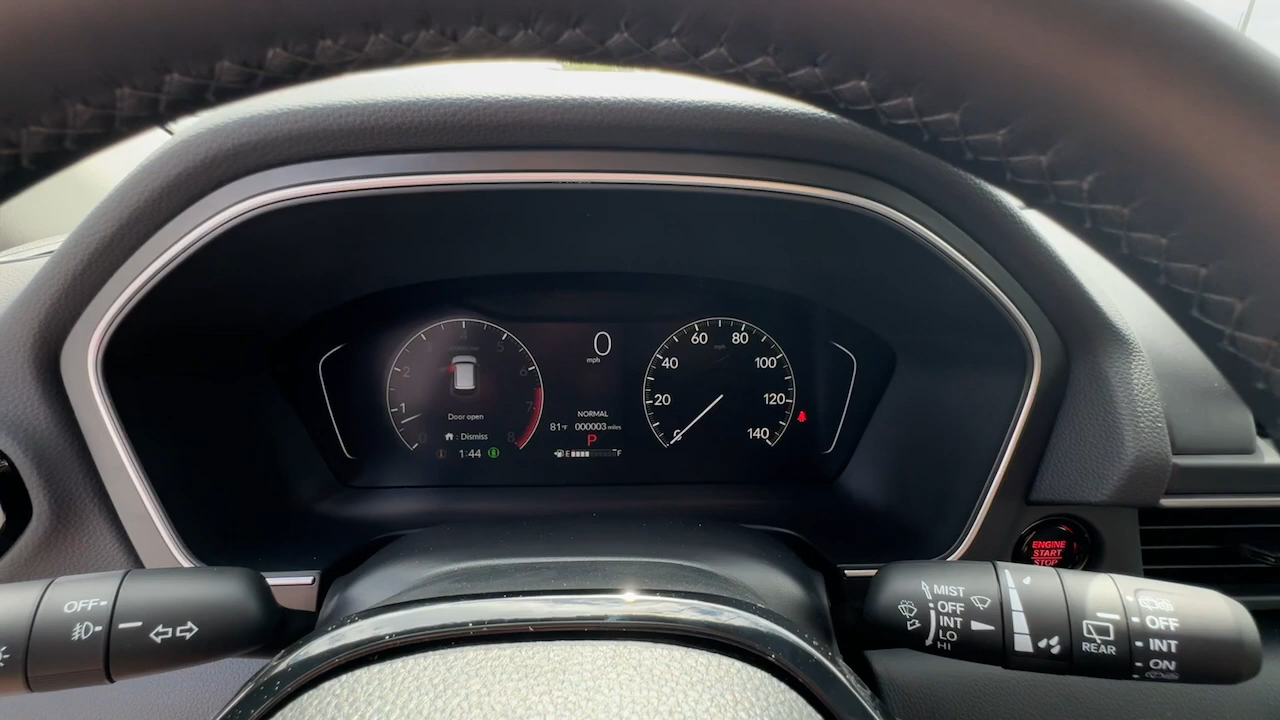 4
5
6
7
8
2
1
0
Door open
: Dismiss
1:44
0
mph
NORMAL
81°F 000003 miles
P
E F
0
20
40
60
80
100
120
140
mph
ENGINE
START
STOP
OFF
MIST
OFF
INT
LO
HI
REAR
OFF
INT
ON